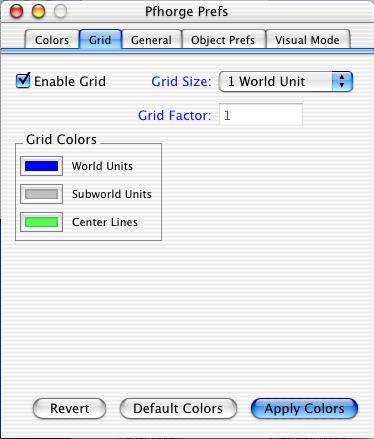 Pfhorge Prefs
Colors Grid General Object Prefs Visual Mode
Enable Grid Grid Size: 1 World Unit
Grid Factor: 1
Grid Colors
World Units
Subworld Units
Center Lines
Revert Default Colors Apply Colors